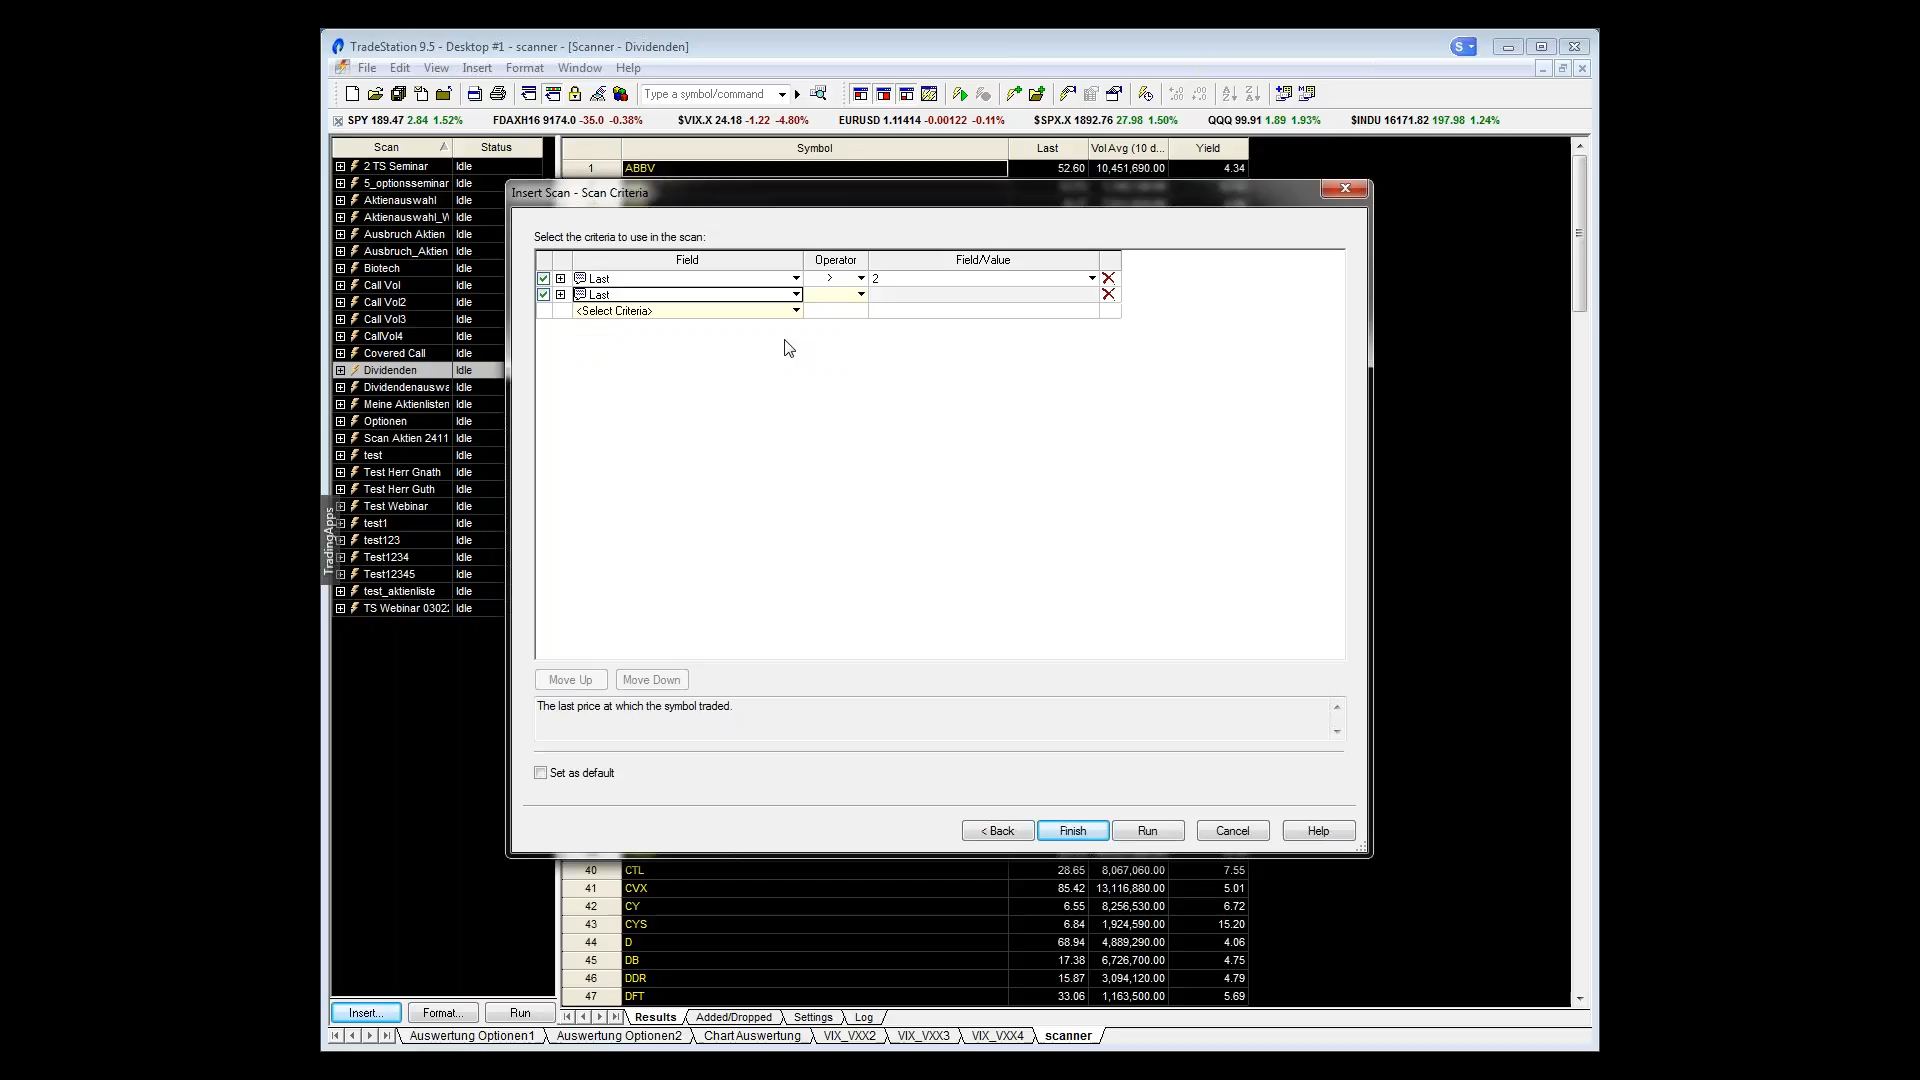 TradeStation 9.5 - Desktop #1 - scanner - [Scanner - Dividenden]
S
File Edit View Insert Format Window Help
Type a symbol/command
SPY 189.47 2.84 1.52% FDAXH16 9174.0 -35.0 -0.38% $VIX.X 24.18 -1.22 -4.80% EURUSD 1.11414 -0.00122 -0.11% $SPX.X 1892.76 27.98 1.50% QQQ 99.91 1.89 1.93% $INDU 16171.82 197.98 1.24%
Scan Status
2 TS Seminar Idle
5_optionsseminar Idle
Aktienauswahl Idle
Aktienauswahl_W Idle
Ausbruch Aktien Idle
Ausbruch_Aktien Idle
Biotech Idle
Call Vol Idle
Call Vol2 Idle
Call Vol3 Idle
CallVol4 Idle
Covered Call Idle
Dividenden Idle
Dividendenauswa Idle
Meine Aktienlisten Idle
Optionen Idle
Scan Aktien 2411 Idle
test Idle
Test Herr Gnath Idle
Test Herr Guth Idle
Test Webinar Idle
test1 Idle
test123 Idle
Test1234 Idle
Test12345 Idle
test_aktienliste Idle
TS Webinar 0302 Idle
TradingApps
Insert... Format... Run
Symbol Last Vol Avg (10 d... Yield
1 ABBV 52.60 10,451,690.00 4.34
Insert Scan - Scan Criteria
Select the criteria to use in the scan:
Field Operator Field/Value
Last > 2
Last
<Select Criteria>
Move Up Move Down
The last price at which the symbol traded.
Set as default
< Back Finish Run Cancel Help
40 CTL 28.65 8,067,060.00 7.55
41 CVX 85.42 13,116,880.00 5.01
42 CY 6.55 8,256,530.00 6.72
43 CYS 6.84 1,924,590.00 15.20
44 D 68.94 4,889,290.00 4.06
45 DB 17.38 6,726,700.00 4.75
46 DDR 15.87 3,094,120.00 4.79
47 DFT 33.06 1,163,500.00 5.69
Results Added/Dropped Settings Log
Auswertung Optionen1 Auswertung Optionen2 Chart Auswertung VIX_VXX2 VIX_VXX3 VIX_VXX4 scanner